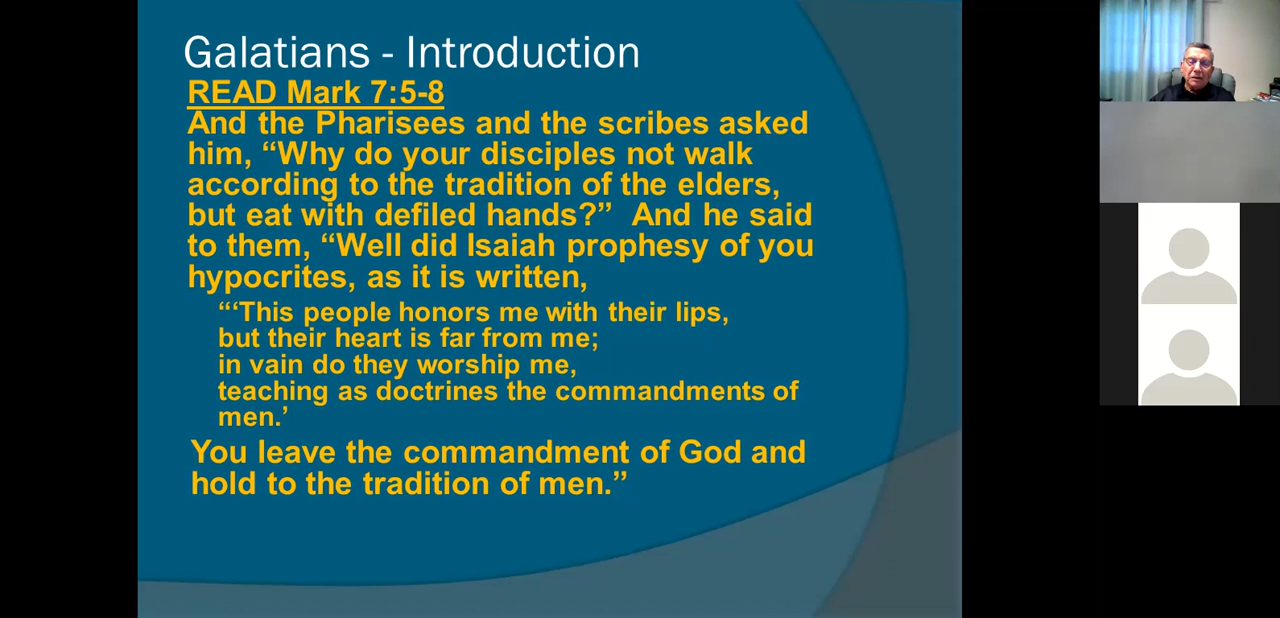 Galatians - Introduction
READ Mark 7:5-8
And the Pharisees and the scribes asked
him, “Why do your disciples not walk
according to the tradition of the elders,
but eat with defiled hands?”  And he said
to them, “Well did Isaiah prophesy of you
hypocrites, as it is written,
“‘This people honors me with their lips,
but their heart is far from me;
in vain do they worship me,
teaching as doctrines the commandments of
men.’
You leave the commandment of God and
hold to the tradition of men.”